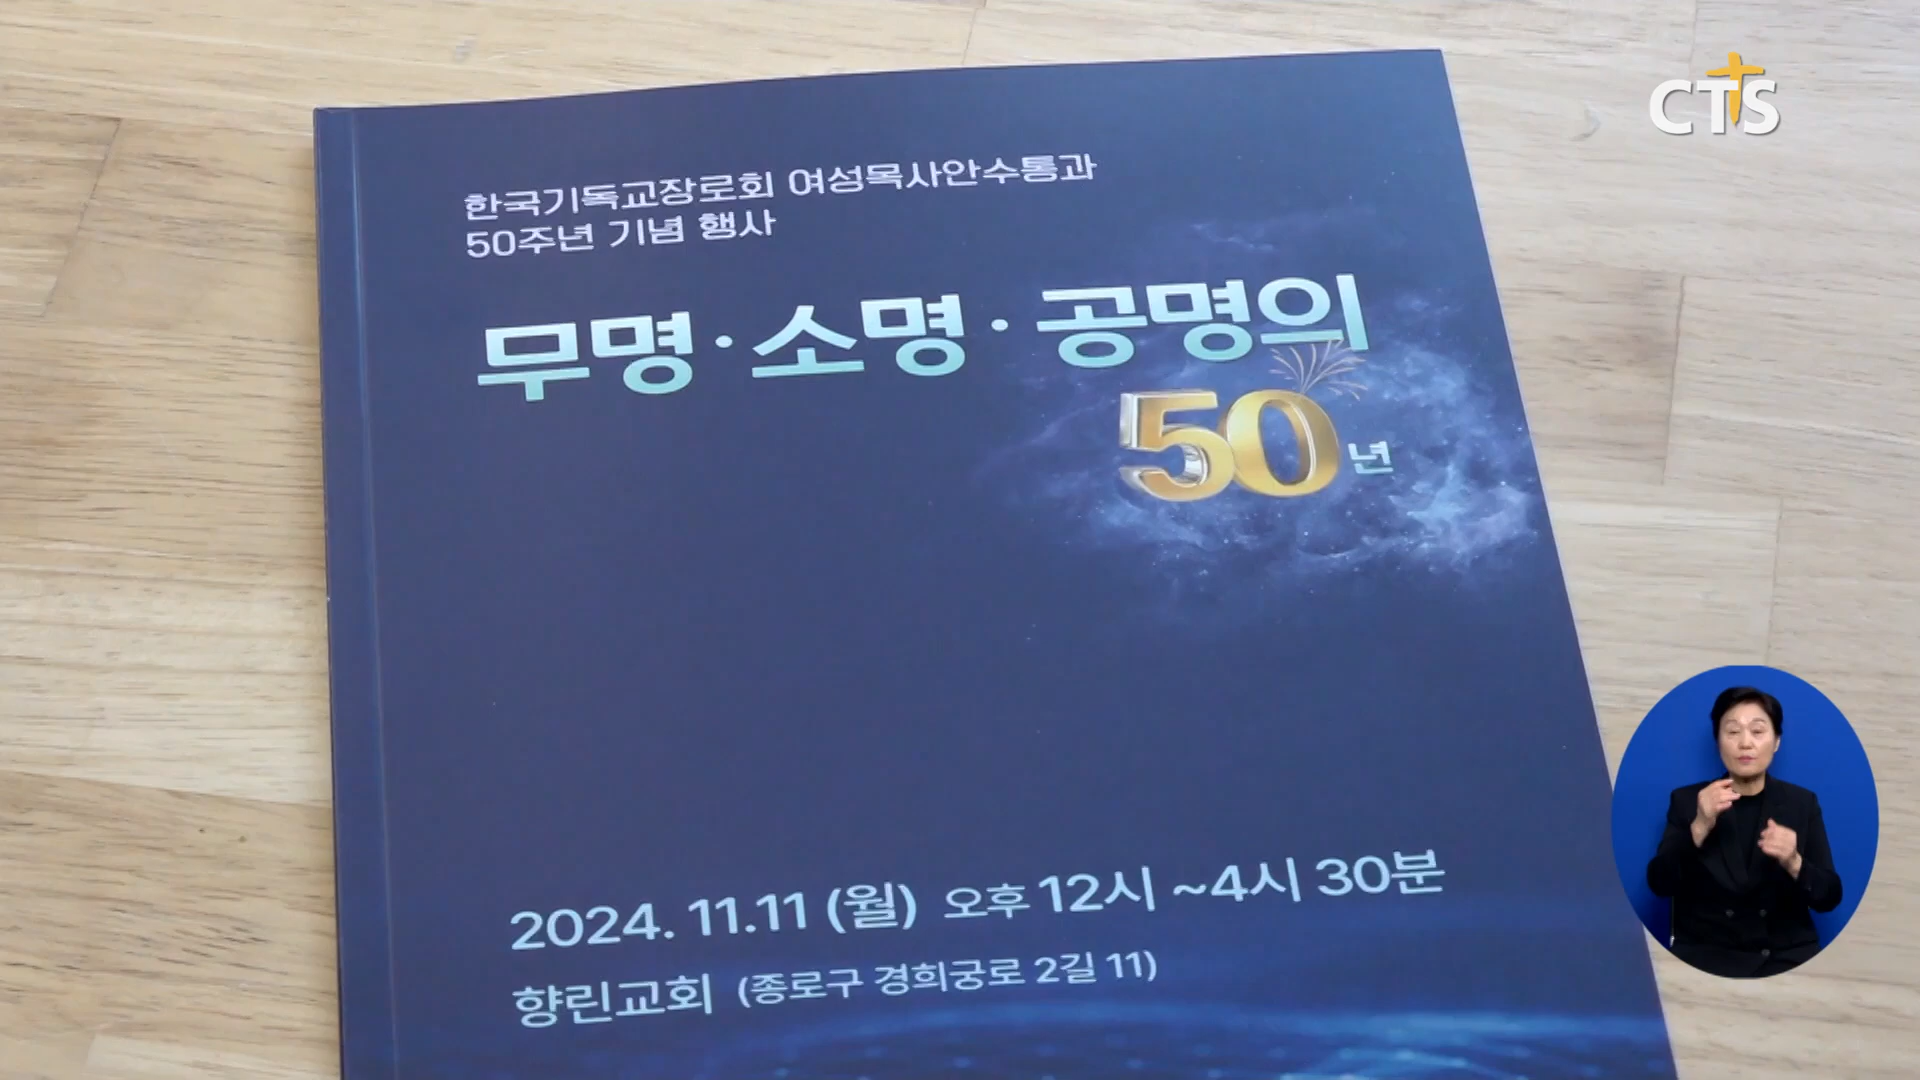 CTS
한국기독교장로회 여성목사안수통과
50주년 기념 행사
무명·소명·공명의
50년
2024. 11.11 (월) 오후 12시 ~4시 30분
향린교회 (종로구 경희궁로 2길 11)